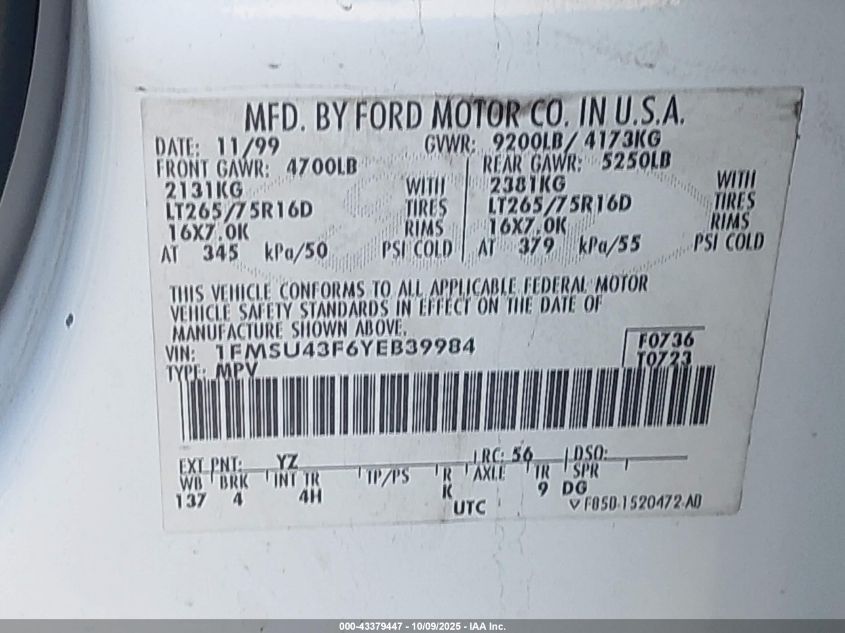 MFD. BY FORD MOTOR CO. IN U.S.A.
DATE: 11/99 GVWR: 9200LB/ 4173KG
FRONT GAWR: 4700LB REAR GAWR: 5250LB
2131KG WITH 2381KG WITH
LT265/75R16D TIRES LT265/75R16D TIRES
16X7.0K RIMS 16X7.0K RIMS
AT 345 kPa/50 PSI COLD AT 379 kPa/55 PSI COLD
THIS VEHICLE CONFORMS TO ALL APPLICABLE FEDERAL MOTOR
VEHICLE SAFETY STANDARDS IN EFFECT ON THE DATE OF
MANUFACTURE SHOWN ABOVE.
VIN: 1FMSU43F6YEB39984 F0736
TYPE: MPV T0723
EXT PNT: YZ RC: 56 DSO:
WB BRK INT TR TP/PS R AXLE TR SPR
137 4 4H K 9 DG
UTC ▽ F85B-1520472-AB
000-43379447 - 10/09/2025 - IAA Inc.